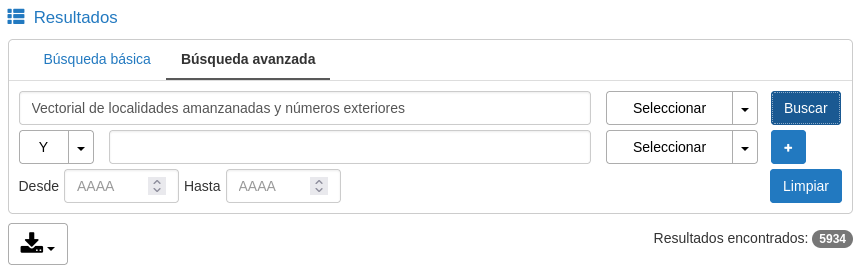 Resultados
Búsqueda básica Búsqueda avanzada
Vectorial de localidades amanzanadas y números exteriores Seleccionar Buscar
Y Seleccionar +
Desde AAAA Hasta AAAA Limpiar
Resultados encontrados: 5934